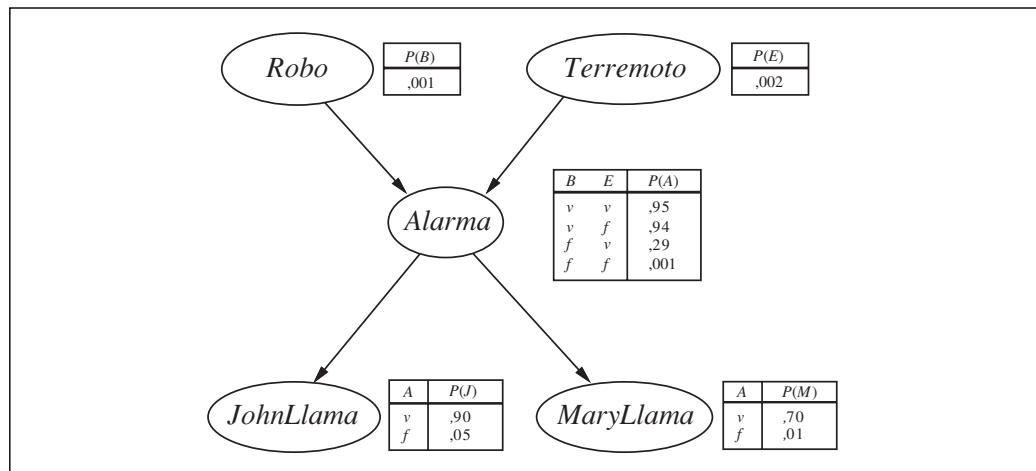 Robo
P(B)
,001
Terremoto
P(E)
,002
Alarma
B E P(A)
v v ,95
v f ,94
f v ,29
f f ,001
JohnLlama
A P(J)
v ,90
f ,05
MaryLlama
A P(M)
v ,70
f ,01